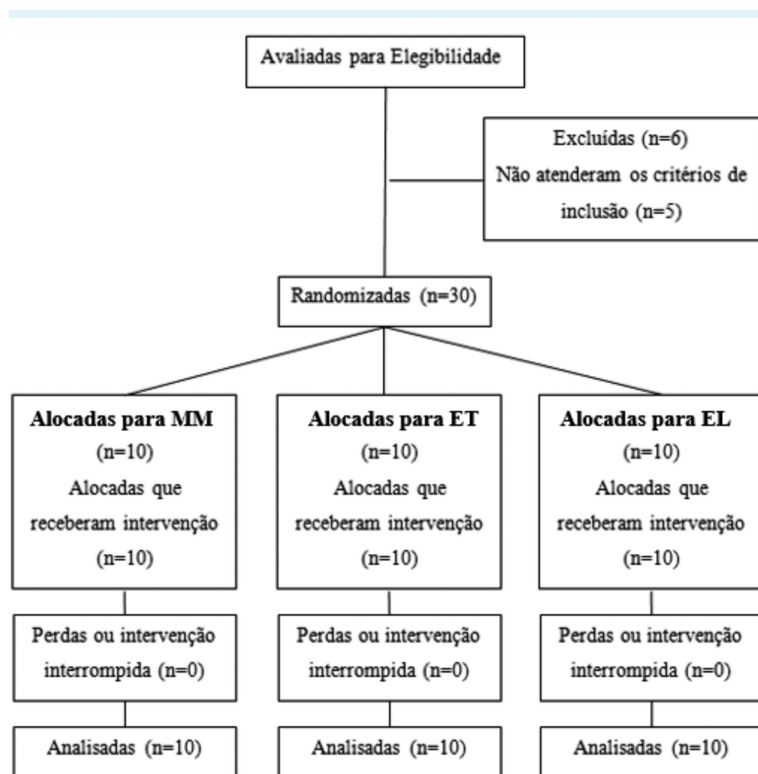 Avaliadas para Elegibilidade
Excluídas (n=6)
Não atenderam os critérios de
inclusão (n=5)
Randomizadas (n=30)
Alocadas para MM
(n=10)
Alocadas que
receberam intervenção
(n=10)
Alocadas para ET
(n=10)
Alocadas que
receberam intervenção
(n=10)
Alocadas para EL
(n=10)
Alocadas que
receberam intervenção
(n=10)
Perdas ou intervenção
interrompida (n=0)
Perdas ou intervenção
interrompida (n=0)
Perdas ou intervenção
interrompida (n=0)
Analisadas (n=10)
Analisadas (n=10)
Analisadas (n=10)